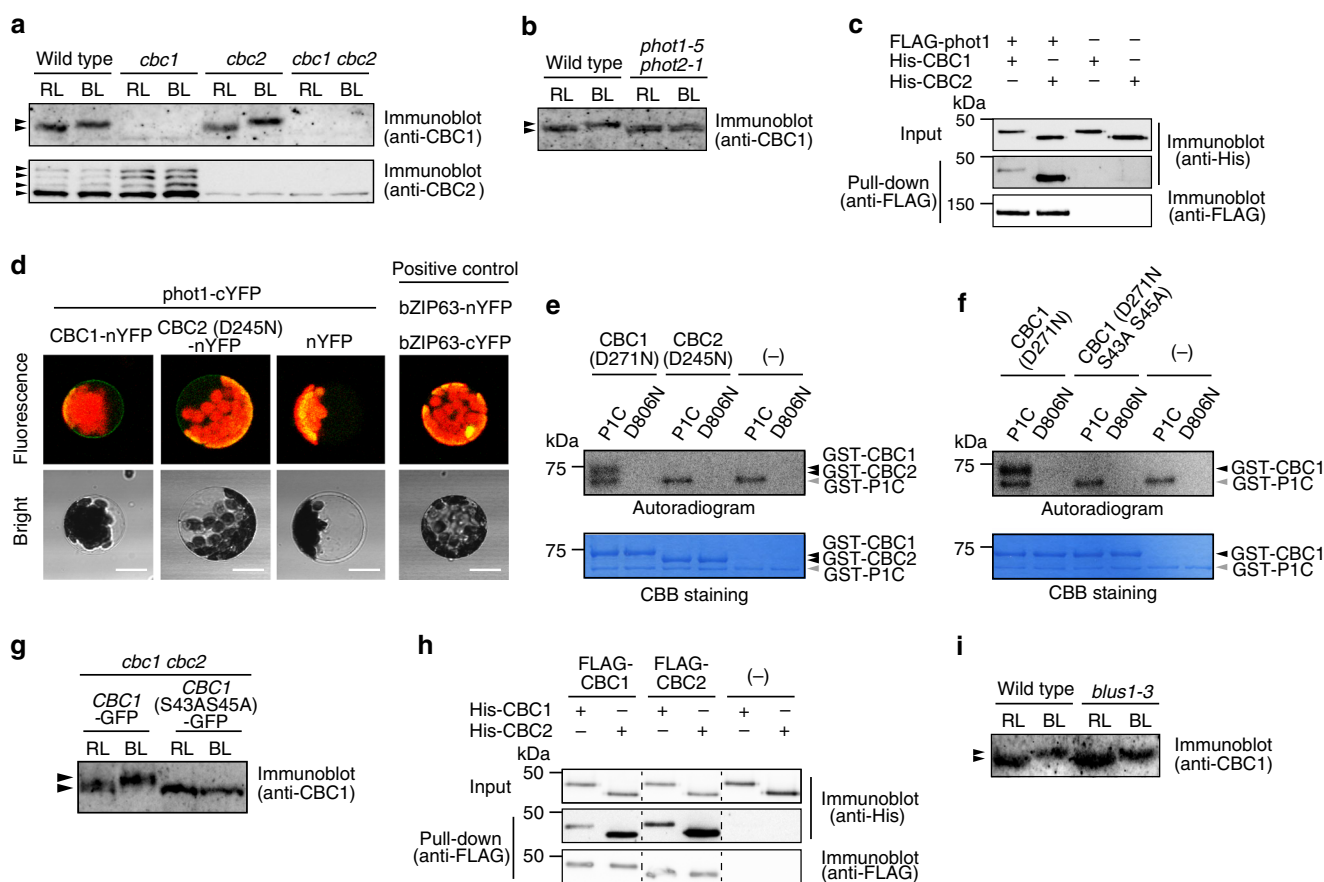 a
Wild type cbc1 cbc2 cbc1 cbc2
RL BL RL BL RL BL RL BL
Immunoblot
(anti-CBC1)
Immunoblot
(anti-CBC2)
b
phot1-5
Wild type phot2-1
RL BL RL BL
Immunoblot
(anti-CBC1)
c
FLAG-phot1 + + – –
His-CBC1 + – + –
His-CBC2 – + – +
kDa
50
Input
Immunoblot
(anti-His)
50
Pull-down
(anti-FLAG)
150
Immunoblot
(anti-FLAG)
d
Positive control
phot1-cYFP
bZIP63-nYFP
CBC1-nYFP CBC2 (D245N) nYFP bZIP63-cYFP
-nYFP
Fluorescence
Bright
e
CBC1 CBC2
(D271N) (D245N) (–)
P1C D806N P1C D806N P1C D806N
kDa
75
GST-CBC1
GST-CBC2
GST-P1C
Autoradiogram
75
GST-CBC1
GST-CBC2
GST-P1C
CBB staining
f
CBC1
(D271N)
CBC1 (D271N
S43A S45A)
(–)
P1C D806N P1C D806N P1C D806N
kDa
75
GST-CBC1
GST-P1C
Autoradiogram
75
GST-CBC1
GST-P1C
CBB staining
g
cbc1 cbc2
CBC1
-GFP
CBC1
(S43AS45A)
-GFP
RL BL RL BL
Immunoblot
(anti-CBC1)
h
FLAG-
CBC1
FLAG-
CBC2
(–)
His-CBC1 + – + – + –
His-CBC2 – + – + – +
kDa
50
Input
Immunoblot
(anti-His)
50
Pull-down
(anti-FLAG)
50
Immunoblot
(anti-FLAG)
i
Wild type blus1-3
RL BL RL BL
Immunoblot
(anti-CBC1)